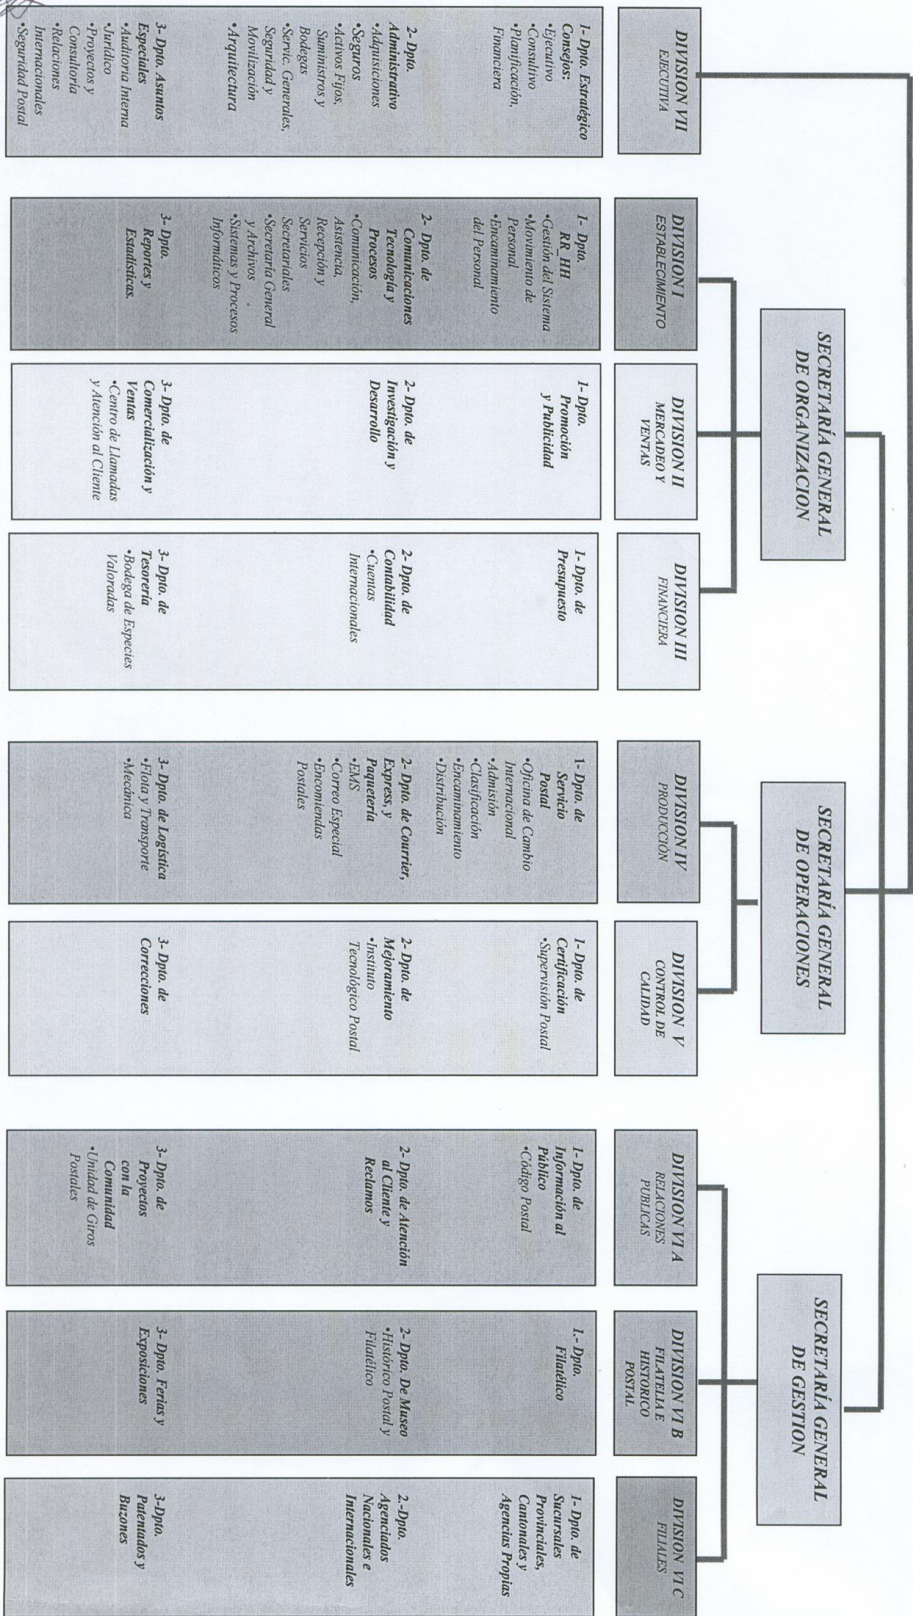 SECRETARÍA GENERAL
DE ORGANIZACION
SECRETARÍA GENERAL
DE OPERACIONES
SECRETARÍA GENERAL
DE GESTION
DIVISION VII
EJECUTIVA
1- Dpto. Estratégico
Consejos:
•Ejecutivo
•Consultivo
•Planificación,
Financiera
2- Dpto.
Administrativo
•Adquisiciones
•Seguros
•Activos Fijos,
Suministros y
Bodegas
•Servic. Generales,
Seguridad y
Movilización
•Arquitectura
3- Dpto. Asuntos
Especiales
•Auditoría Interna
•Jurídico
•Proyectos y
Consultoría
•Relaciones
Internacionales
•Seguridad Postal
DIVISION I
ESTABLECIMIENTO
1- Dpto.
RR_HH
•Gestión del Sistema
•Movimiento de
Personal
•Encaminamiento
del Personal
2- Dpto. de
Comunicaciones
Tecnología y
Procesos
•Comunicación,
Asistencia,
Recepción y
Servicios
Secretariales
•Secretaría General
y Archivos
•Sistemas y Procesos
Informáticos
3- Dpto.
Reportes y
Estadísticas.
DIVISION II
MERCADEO Y
VENTAS
1- Dpto.
Promoción
y Publicidad
2- Dpto. de
Investigación y
Desarrollo
3- Dpto. de
Comercialización y
Ventas
•Centro de Llamadas
y Atención al Cliente
DIVISION III
FINANCIERA
1- Dpto. de
Presupuesto
2- Dpto. de
Contabilidad
•Cuentas
Internacionales
3- Dpto. de
Tesorería
•Bodega de Especies
Valoradas
DIVISION IV
PRODUCCIÓN
1- Dpto. de
Servicio
Postal
•Oficina de Cambio
Internacional
•Admisión
•Clasificación
•Encaminamiento
•Distribución
2- Dpto. de Courrier,
Express, y
Paquetería
•EMS
•Correo Especial
•Encomiendas
Postales
3- Dpto. de Logística
•Flota y Transporte
•Mecánica
DIVISION V
CONTROL DE
CALIDAD
1- Dpto. de
Certificación
•Supervisión Postal
2- Dpto. de
Mejoramiento
•Instituto
Tecnológico Postal
3- Dpto. de
Correcciones
DIVISION VI A
RELACIONES
PUBLICAS
1- Dpto. de
Información al
Público
•Código Postal
2- Dpto. de Atención
al Cliente y
Reclamos
3- Dpto. de
Proyectos
con la
Comunidad
•Unidad de Giros
Postales
DIVISION VI B
FILATELIA E
HISTORICO
POSTAL
1.- Dpto.
Filatélico
2- Dpto. De Museo
•Histórico Postal y
Filatélico
3- Dpto. Ferias y
Exposiciones
DIVISION VI C
FILIALES
1- Dpto. de
Sucursales
Provinciales,
Cantonales y
Agencias Propias
2.-Dpto.
Agenciados
Nacionales e
Internacionales
3-Dpto.
Patentados y
Buzones